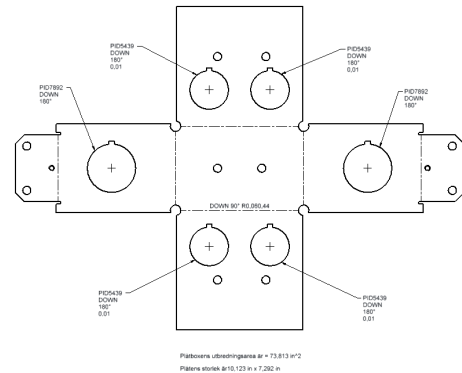 PID5439
DOWN
180°
0,01
PID5439
DOWN
180°
0,01
PID7892
DOWN
180°
PID7892
DOWN
180°
DOWN 90° R0,080,44
PID5439
DOWN
180°
0,01
PID5439
DOWN
180°
0,01
Plåtboxens utbredningsarea är = 73,813 in^2
Plåtens storlek är10,123 in x 7,292 in